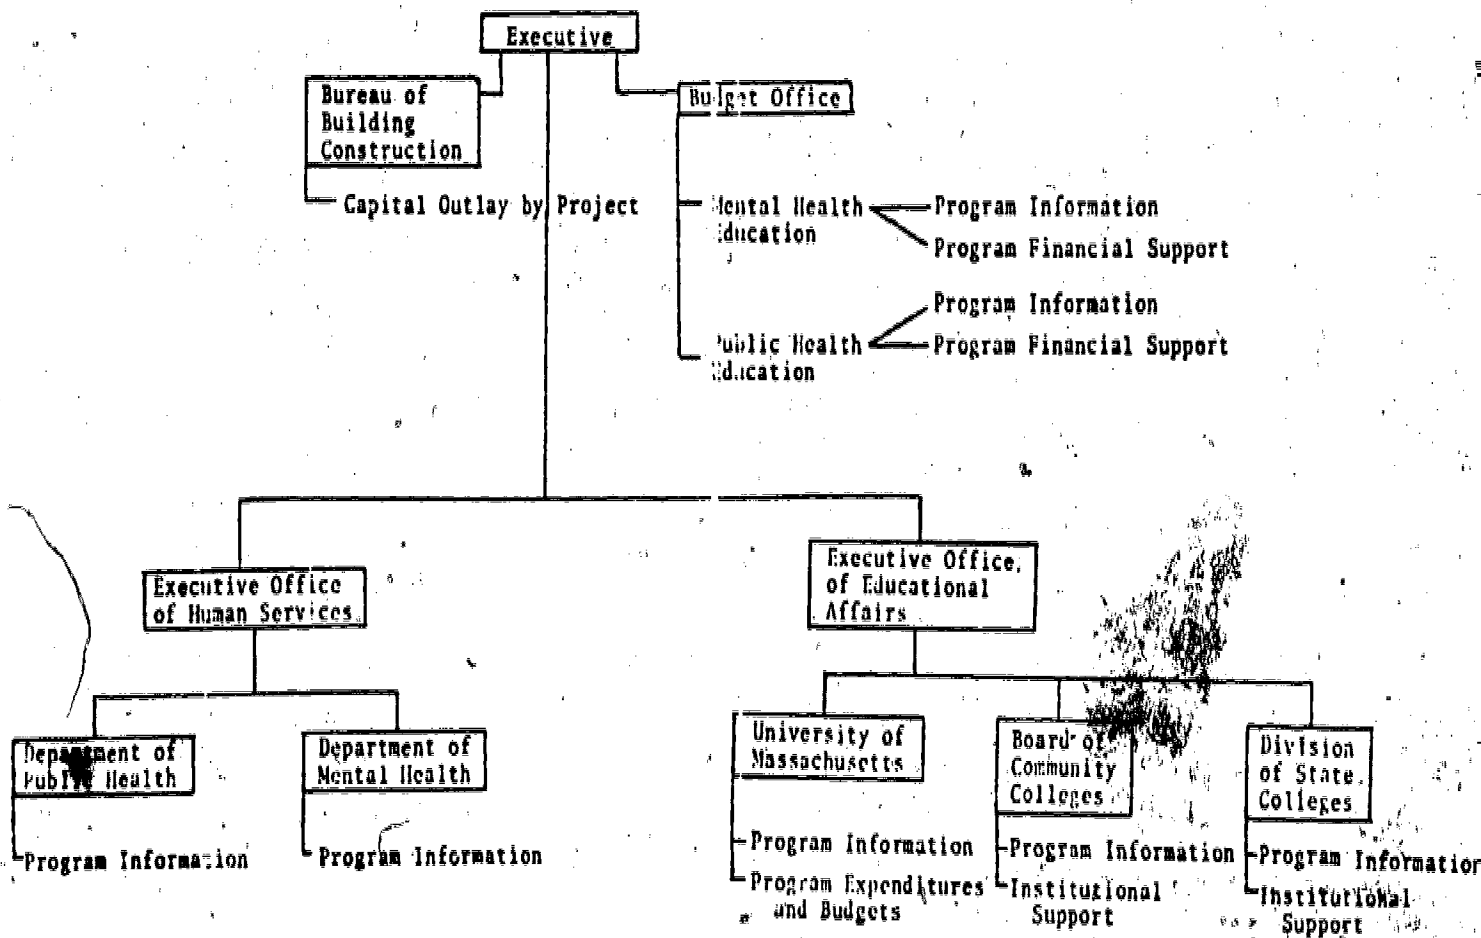 Executive
Bureau of
Building
Construction
Budget Office
Capital Outlay by Project
Mental Health
Education
Program Information
Program Financial Support
Public Health
Education
Program Information
Program Financial Support
Executive Office
of Human Services
Executive Office
of Educational
Affairs
Department of
Public Health
Program Information
Department of
Mental Health
Program Information
University of
Massachusetts
Program Information
Program Expenditures
and Budgets
Board of
Community
Colleges
Program Information
Institutional
Support
Division
of State
Colleges
Program Information
Institutional
Support